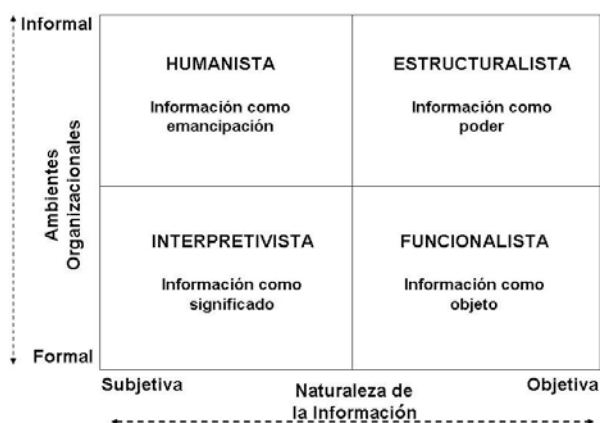 Informal
HUMANISTA
Información como
emancipación
ESTRUCTURALISTA
Información como
poder
Ambientes
Organizacionales
INTERPRETIVISTA
Información como
significado
FUNCIONALISTA
Información como
objeto
Formal
Subjetiva
Naturaleza de
la Información
Objetiva